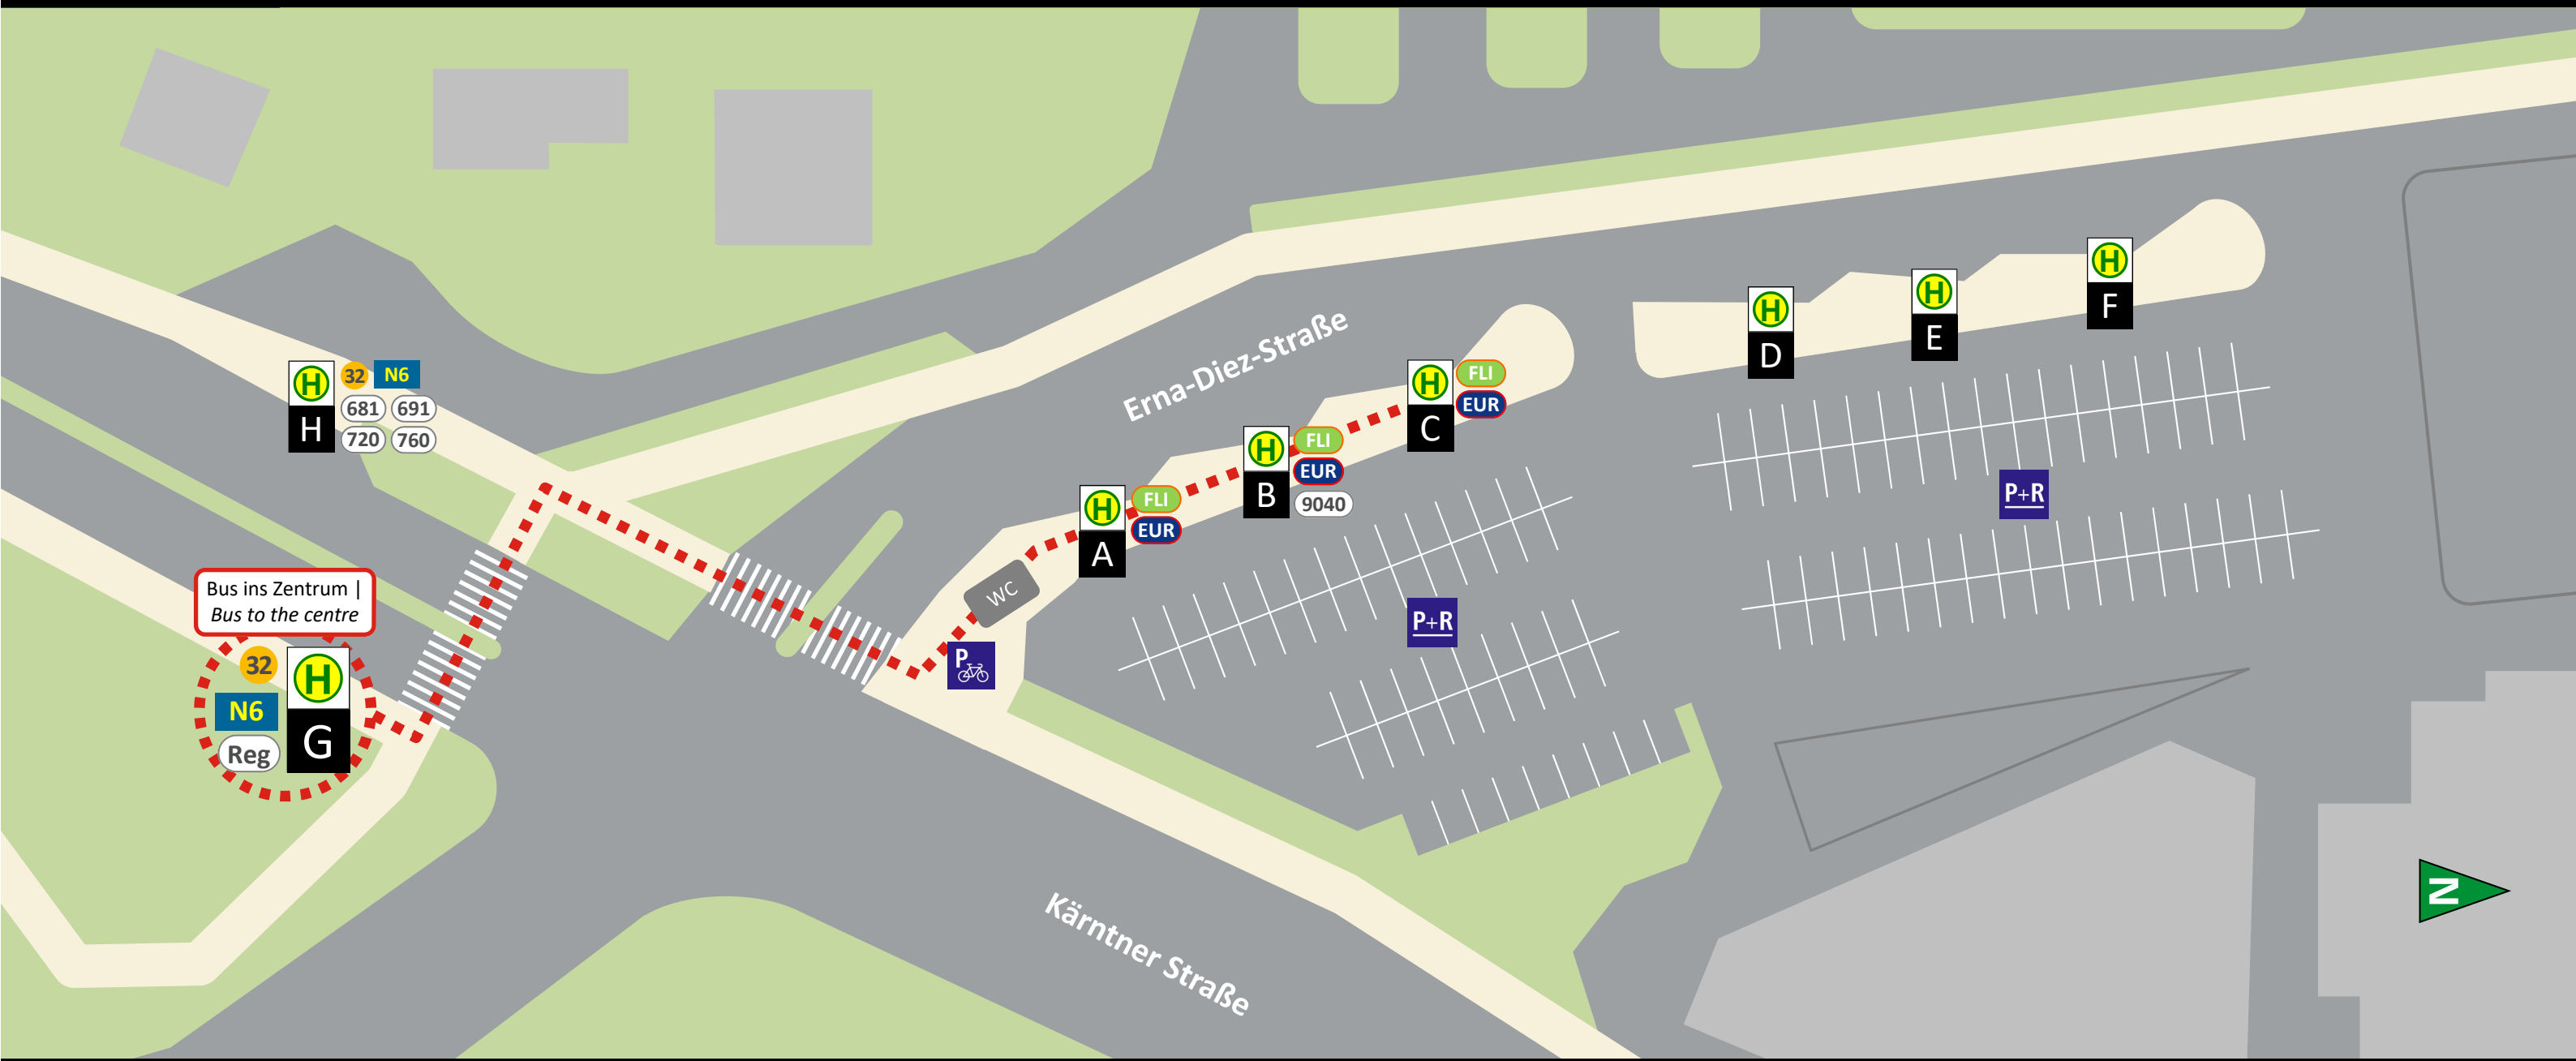 H
F
H
E
H
D
Erna-Diez-Straße
H
C
FLI
EUR
H
B
FLI
EUR
9040
H
A
FLI
EUR
H
H
32 N6
681 691
720 760
P+R
P+R
WC
P
Bus ins Zentrum |
Bus to the centre
32
N6
Reg
H
G
Kärntner Straße
N